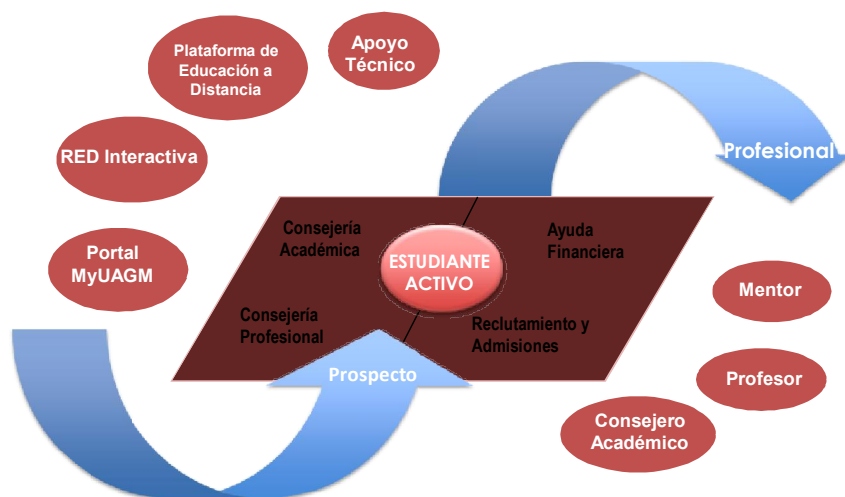 Plataforma de
Educación a
Distancia
Apoyo
Técnico
RED Interactiva
Profesional
Portal
MyUAGM
Consejería
Académica
Ayuda
Financiera
ESTUDIANTE
ACTIVO
Consejería
Profesional
Reclutamiento y
Admisiones
Prospecto
Mentor
Profesor
Consejero
Académico